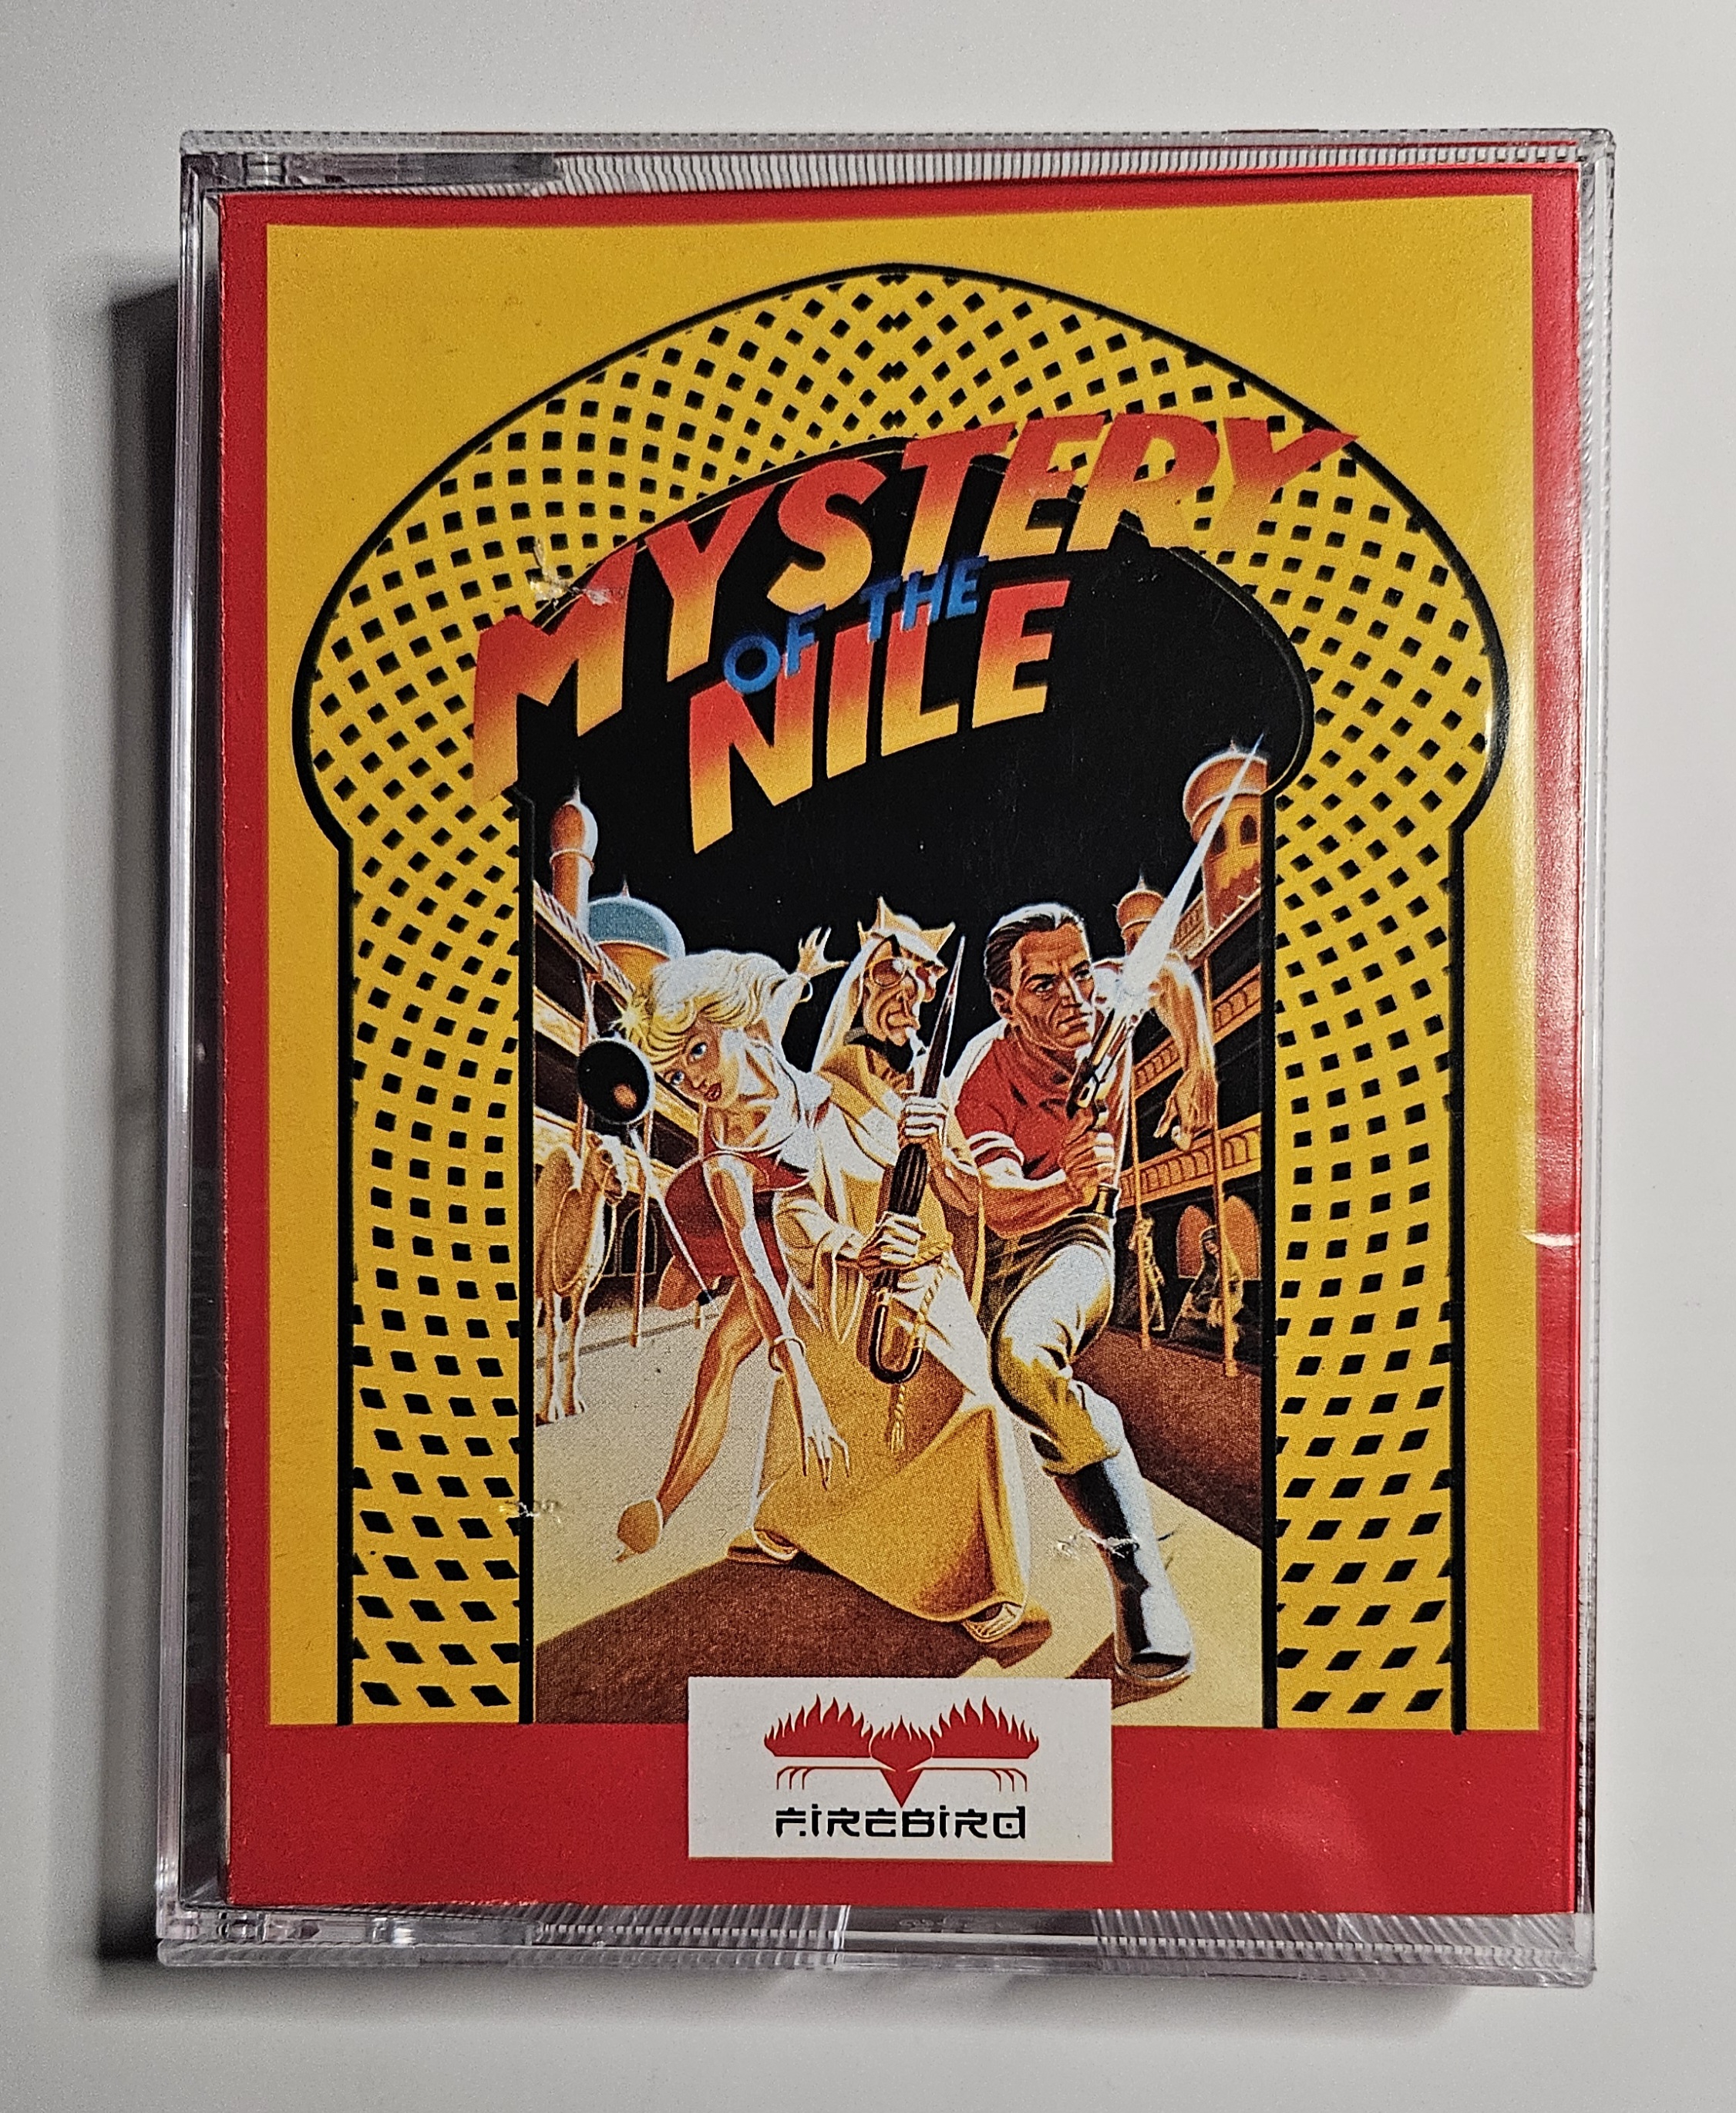 MYSTERY
OF THE
NILE
FIREBIRD